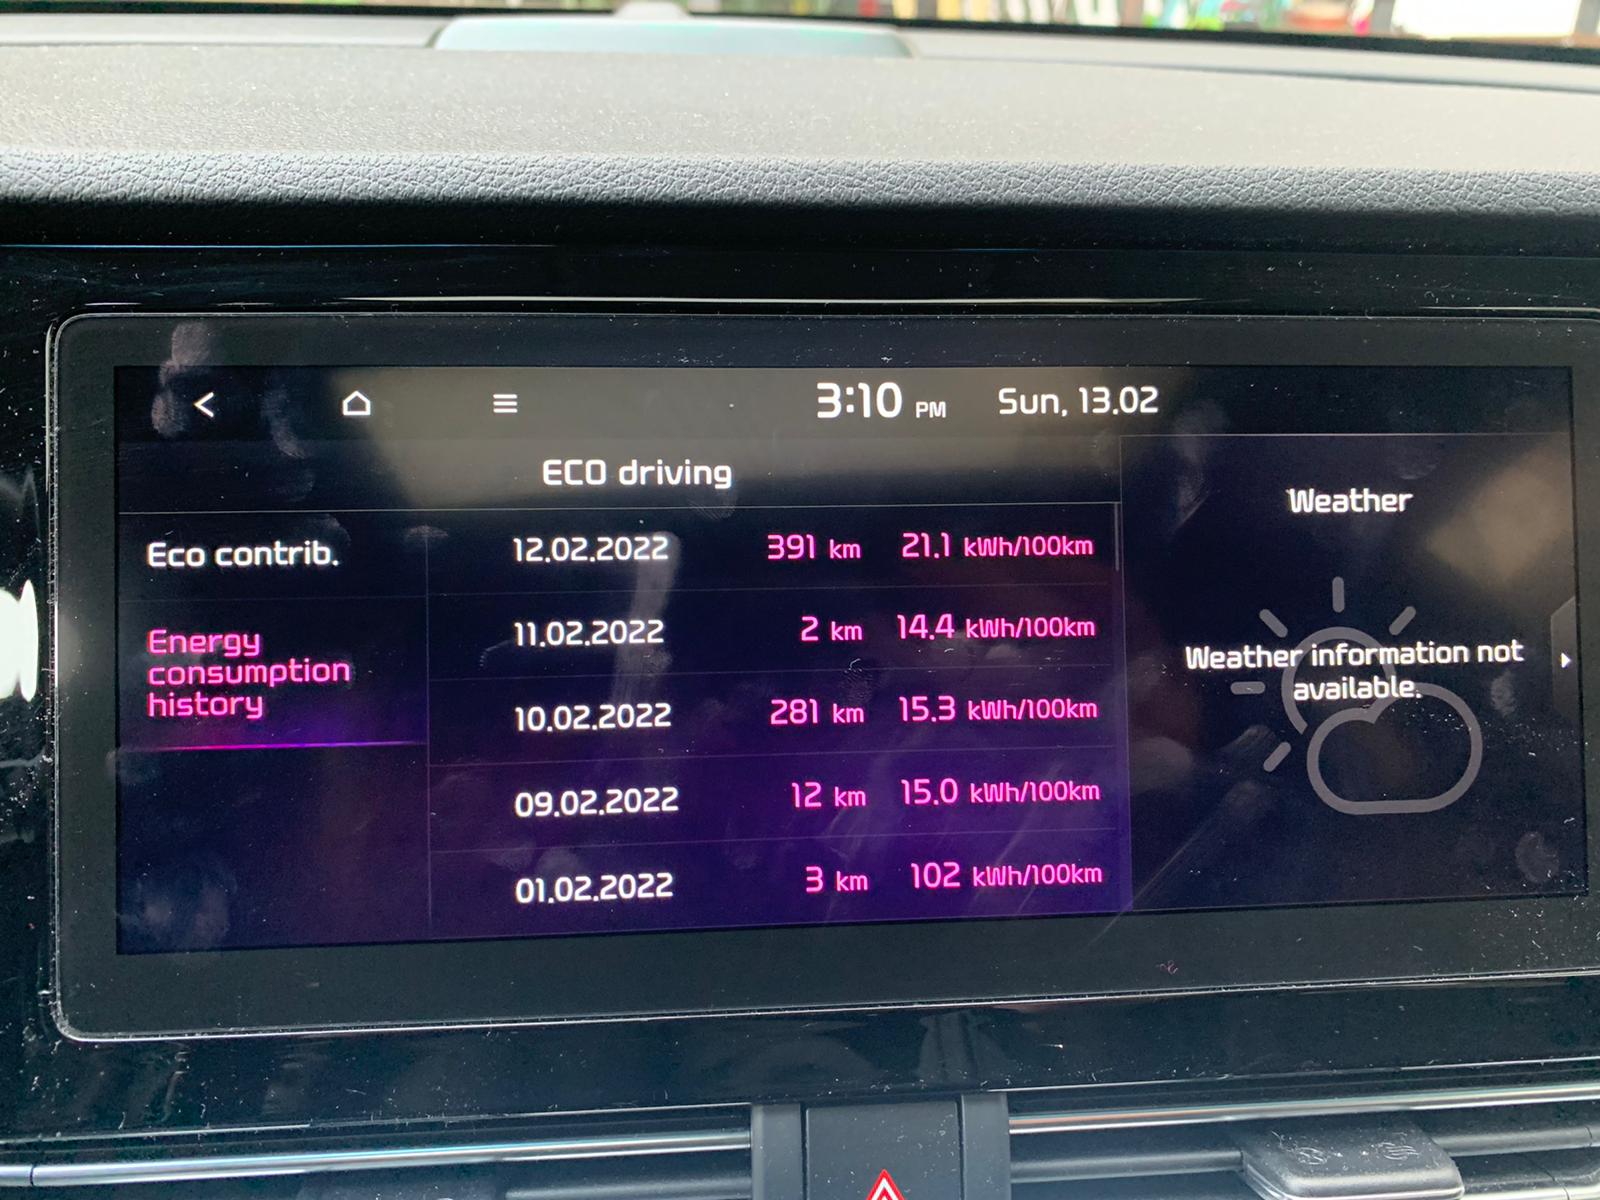 3:10 PM Sun, 13.02
ECO driving
Eco contrib.
Energy
consumption
history
12.02.2022 391 km 21.1 kWh/100km
11.02.2022 2 km 14.4 kWh/100km
10.02.2022 281 km 15.3 kWh/100km
09.02.2022 12 km 15.0 kWh/100km
01.02.2022 3 km 102 kWh/100km
Weather
Weather information not
available.